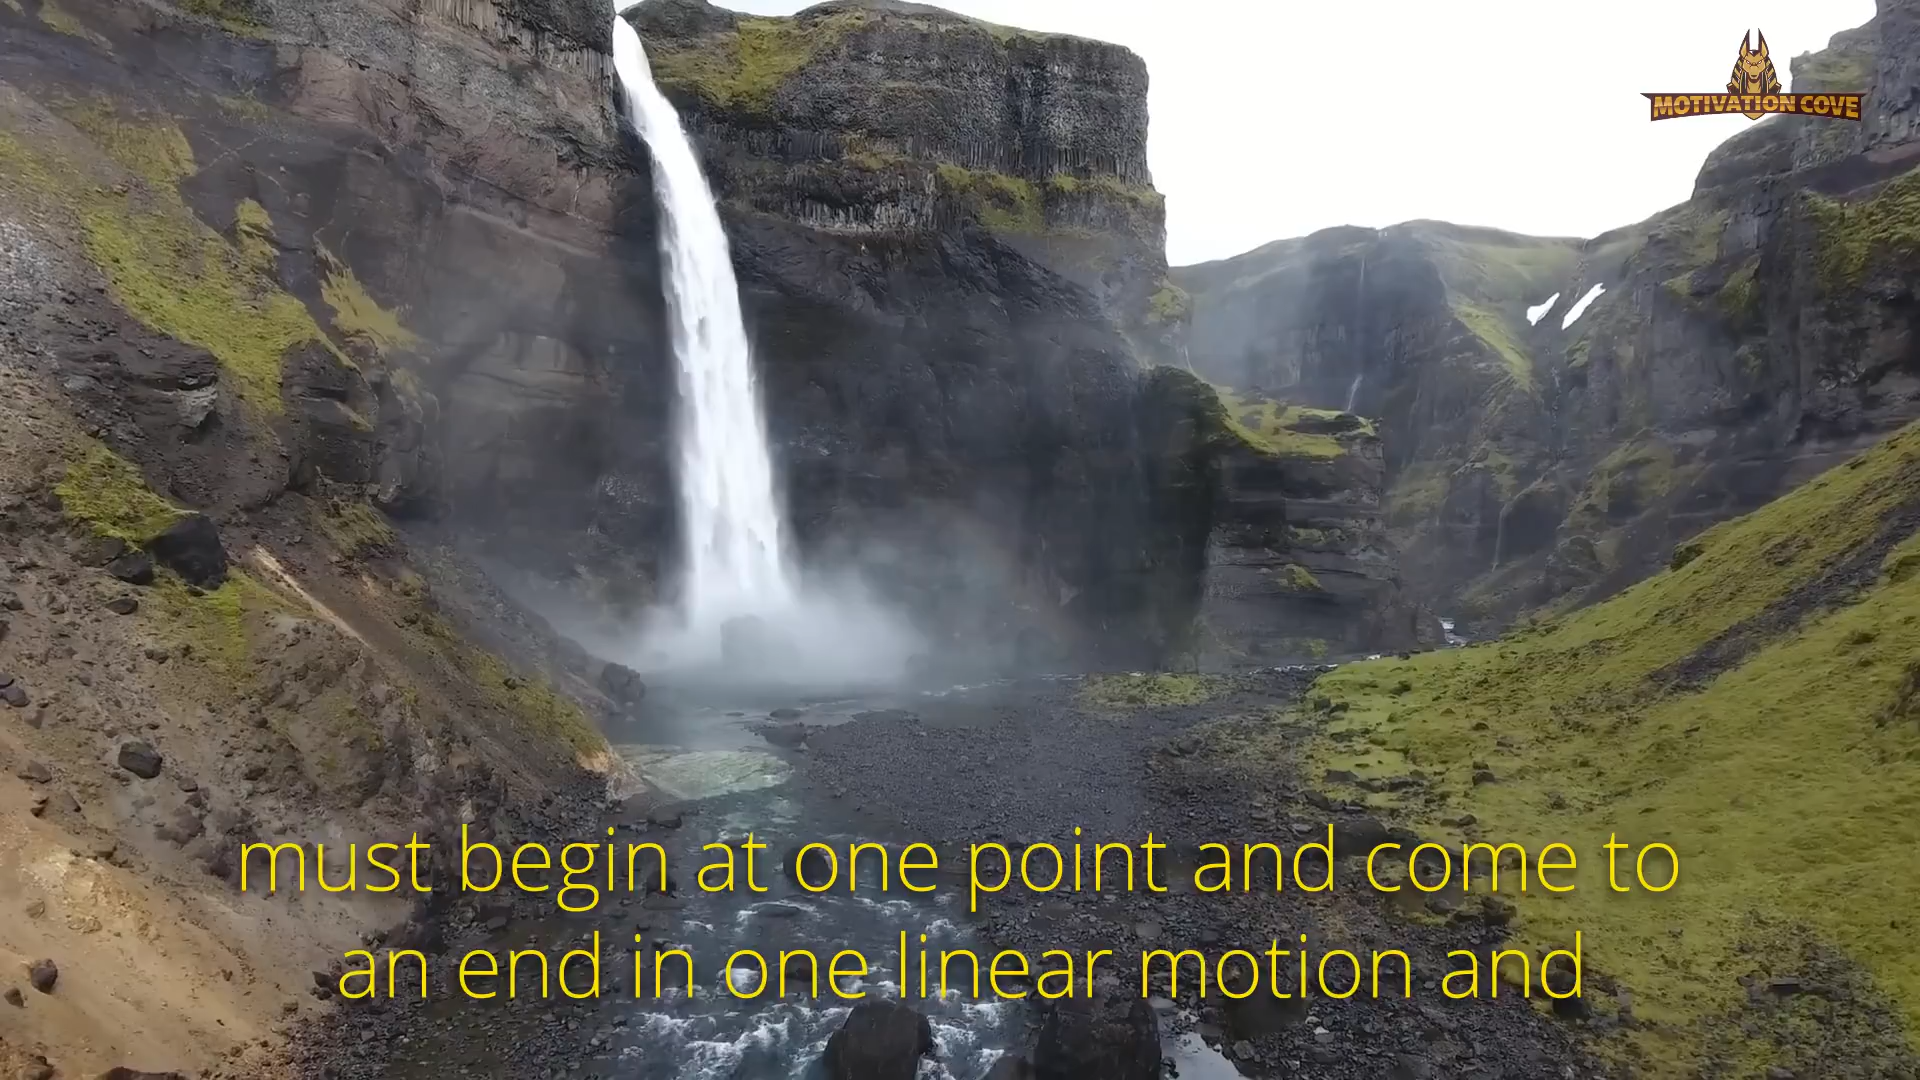 MOTIVATION COVE
must begin at one point and come to
an end in one linear motion and